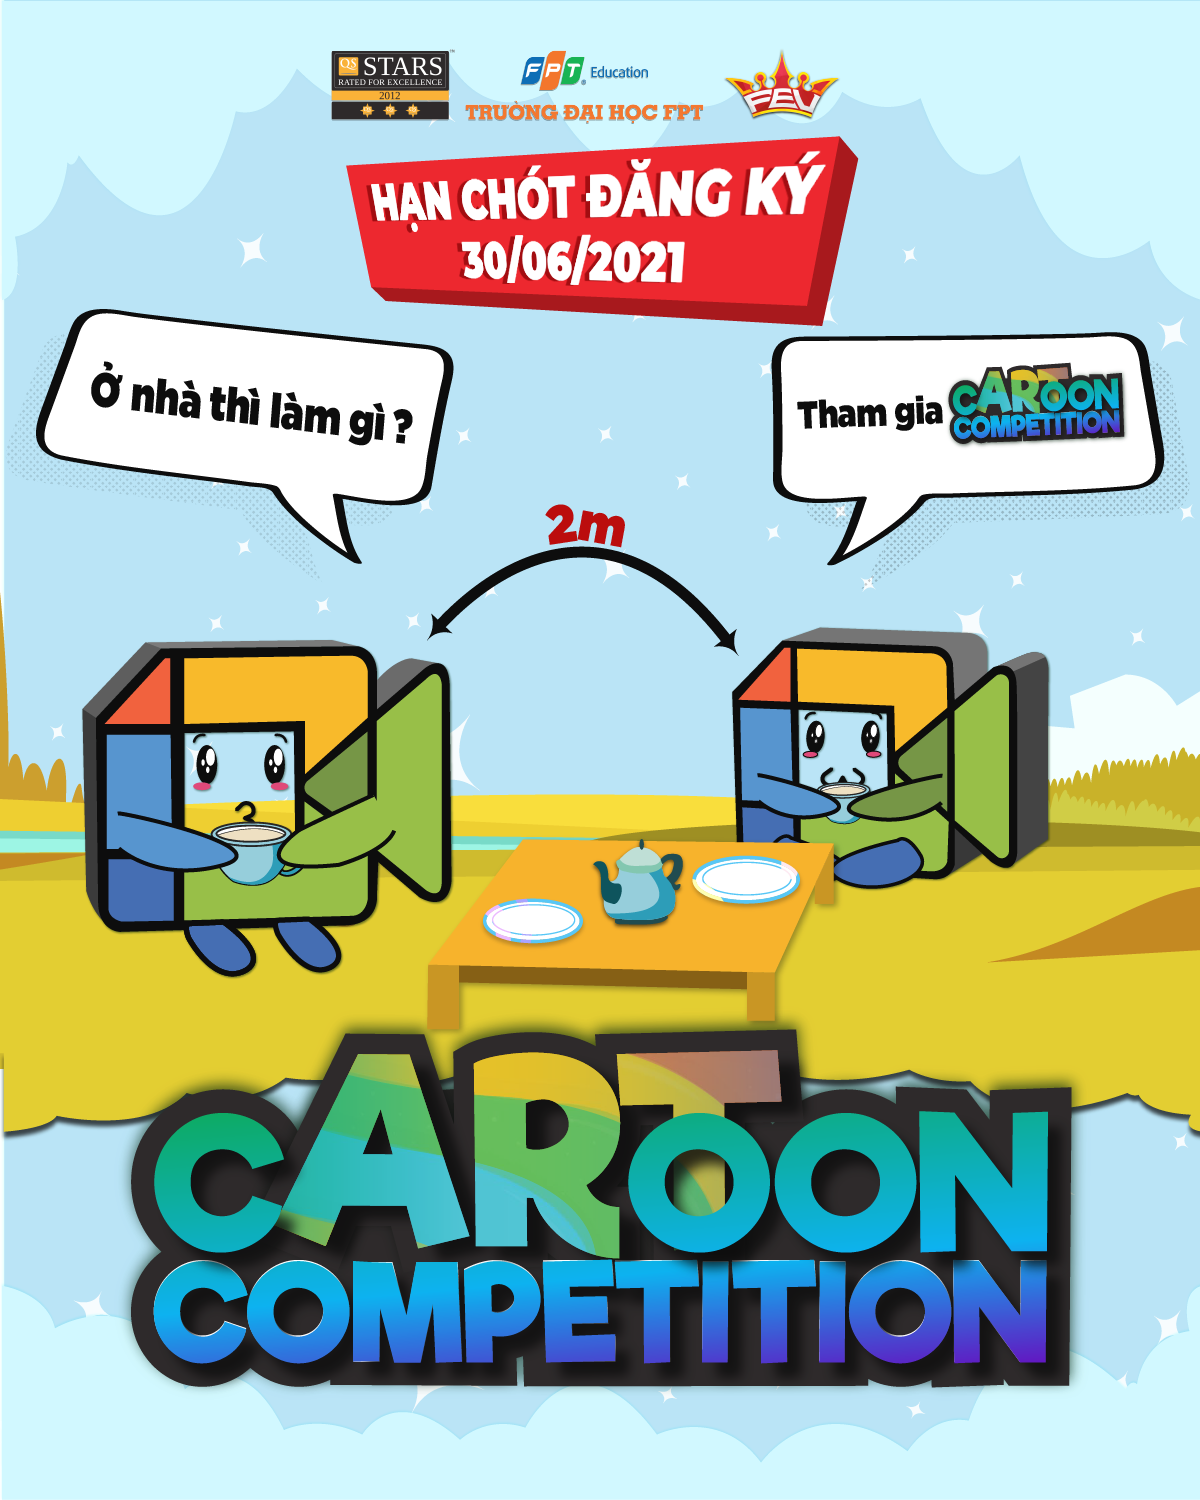 QS STARS
RATED FOR EXCELLENCE
2012
FPT Education
TRƯỜNG ĐẠI HỌC FPT
FEV
HẠN CHÓT ĐĂNG KÝ
30/06/2021
Ở nhà thì làm gì ?
Tham gia CARTOON
COMPETITION
2m
CARTOON
COMPETITION